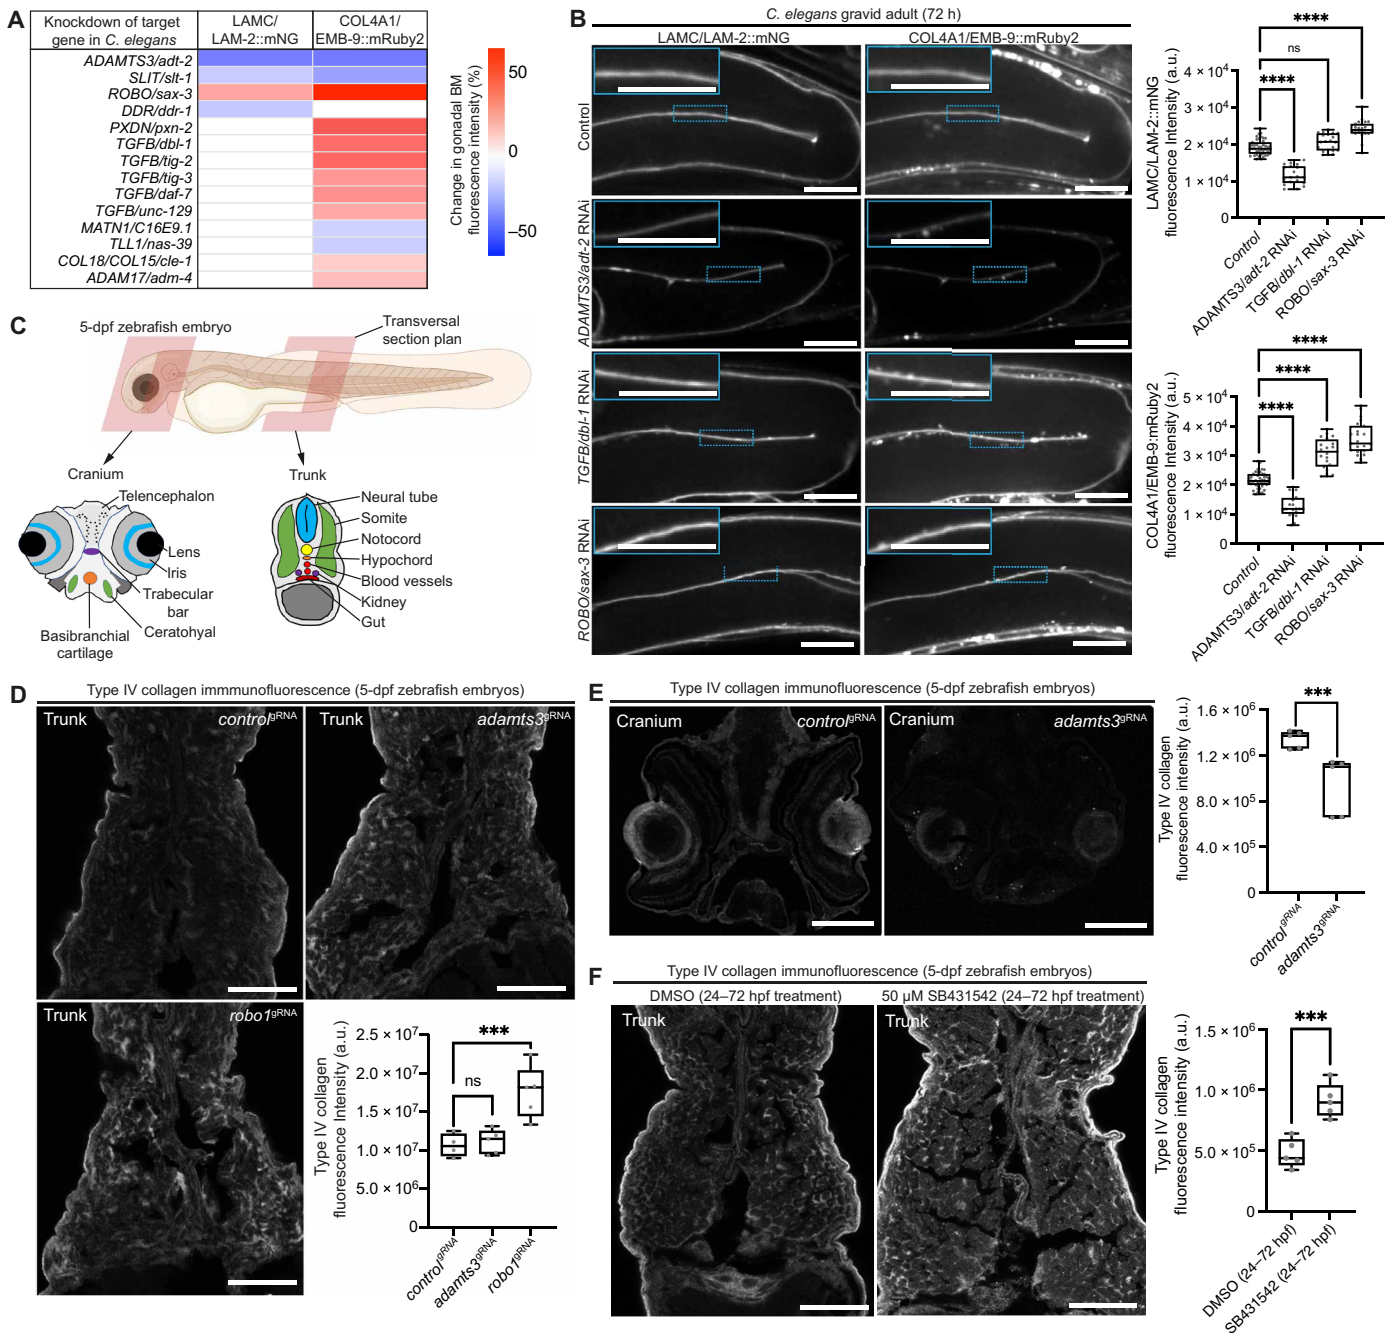 A
Knockdown of target
gene in C. elegans
LAMC/
LAM-2::mNG
COL4A1/
EMB-9::mRuby2
ADAMTS3/adt-2
SLIT/slt-1
ROBO/sax-3
DDR/ddr-1
PXDN/pxn-2
TGFB/dbl-1
TGFB/tig-2
TGFB/tig-3
TGFB/daf-7
TGFB/unc-129
MATN1/C16E9.1
TLL1/nas-39
COL18/COL15/cle-1
ADAM17/adm-4
Change in gonadal BM
fluorescence intensity (%)
50
0
–50
B
C. elegans gravid adult (72 h)
LAMC/LAM-2::mNG
COL4A1/EMB-9::mRuby2
Control
ADAMTS3/adt-2 RNAi
TGFB/dbl-1 RNAi
ROBO/sax-3 RNAi
LAMC/LAM-2::mNG
fluorescence Intensity (a.u.)
4 × 10⁴
3 × 10⁴
2 × 10⁴
1 × 10⁴
0
****
ns
****
Control
ADAMTS3/adt-2 RNAi
TGFB/dbl-1 RNAi
ROBO/sax-3 RNAi
COL4A1/EMB-9:mRuby2
fluorescence Intensity (a.u.)
5 × 10⁴
4 × 10⁴
3 × 10⁴
2 × 10⁴
1 × 10⁴
0
****
****
****
Control
ADAMTS3/adt-2 RNAi
TGFB/dbl-1 RNAi
ROBO/sax-3 RNAi
C
5-dpf zebrafish embryo
Transversal
section plan
Cranium
Trunk
Telencephalon
Lens
Iris
Trabecular
bar
Ceratohyal
Basibranchial
cartilage
Neural tube
Somite
Notocord
Hypochord
Blood vessels
Kidney
Gut
D
Type IV collagen immmunofluorescence (5-dpf zebrafish embryos)
Trunk
control^gRNA
Trunk
adamts3^gRNA
Trunk
robo1^gRNA
Type IV collagen
fluorescence Intensity (a.u.)
2.5 × 10⁷
2.0 × 10⁷
1.5 × 10⁷
1.0 × 10⁷
5.0 × 10⁶
0
***
ns
control^gRNA
adamts3^gRNA
robo1^gRNA
E
Type IV collagen immunofluorescence (5-dpf zebrafish embryos)
Cranium
control^gRNA
Cranium
adamts3^gRNA
Type IV collagen
fluorescence intensity (a.u.)
1.6 × 10⁶
1.2 × 10⁶
8.0 × 10⁵
4.0 × 10⁵
0
***
control^gRNA
adamts3^gRNA
F
Type IV collagen immunofluorescence (5-dpf zebrafish embryos)
DMSO (24–72 hpf treatment)
50 µM SB431542 (24–72 hpf treatment)
Trunk
Trunk
Type IV collagen
fluorescence intensity (a.u.)
1.5 × 10⁶
1.0 × 10⁶
5.0 × 10⁵
0
***
DMSO (24–72 hpf)
SB431542 (24–72 hpf)